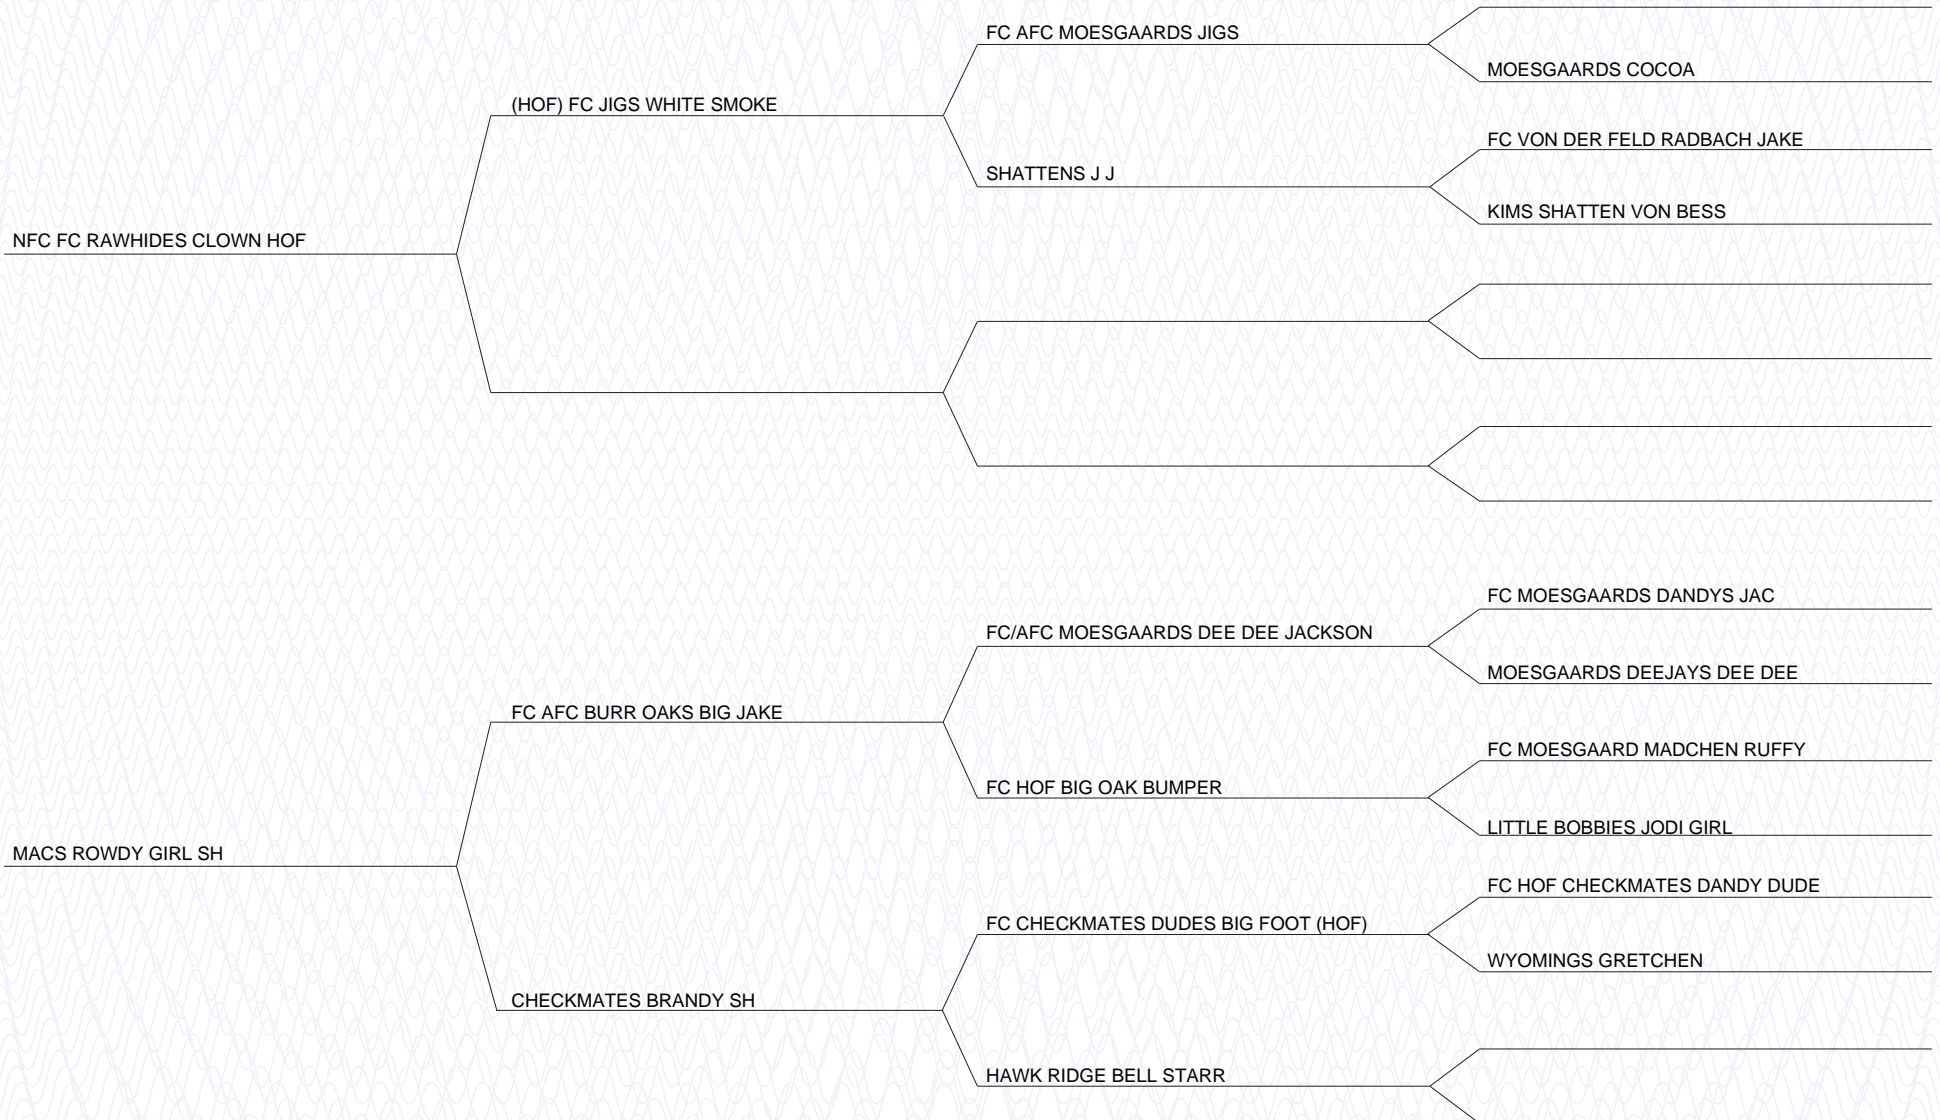 FC AFC MOESGAARDS JIGS
MOESGAARDS COCOA
(HOF) FC JIGS WHITE SMOKE
FC VON DER FELD RADBACH JAKE
SHATTENS J J
KIMS SHATTEN VON BESS
NFC FC RAWHIDES CLOWN HOF
FC MOESGAARDS DANDYS JAC
FC/AFC MOESGAARDS DEE DEE JACKSON
MOESGAARDS DEEJAYS DEE DEE
FC AFC BURR OAKS BIG JAKE
FC MOESGAARD MADCHEN RUFFY
FC HOF BIG OAK BUMPER
LITTLE BOBBIES JODI GIRL
MACS ROWDY GIRL SH
FC HOF CHECKMATES DANDY DUDE
FC CHECKMATES DUDES BIG FOOT (HOF)
WYOMINGS GRETCHEN
CHECKMATES BRANDY SH
HAWK RIDGE BELL STARR